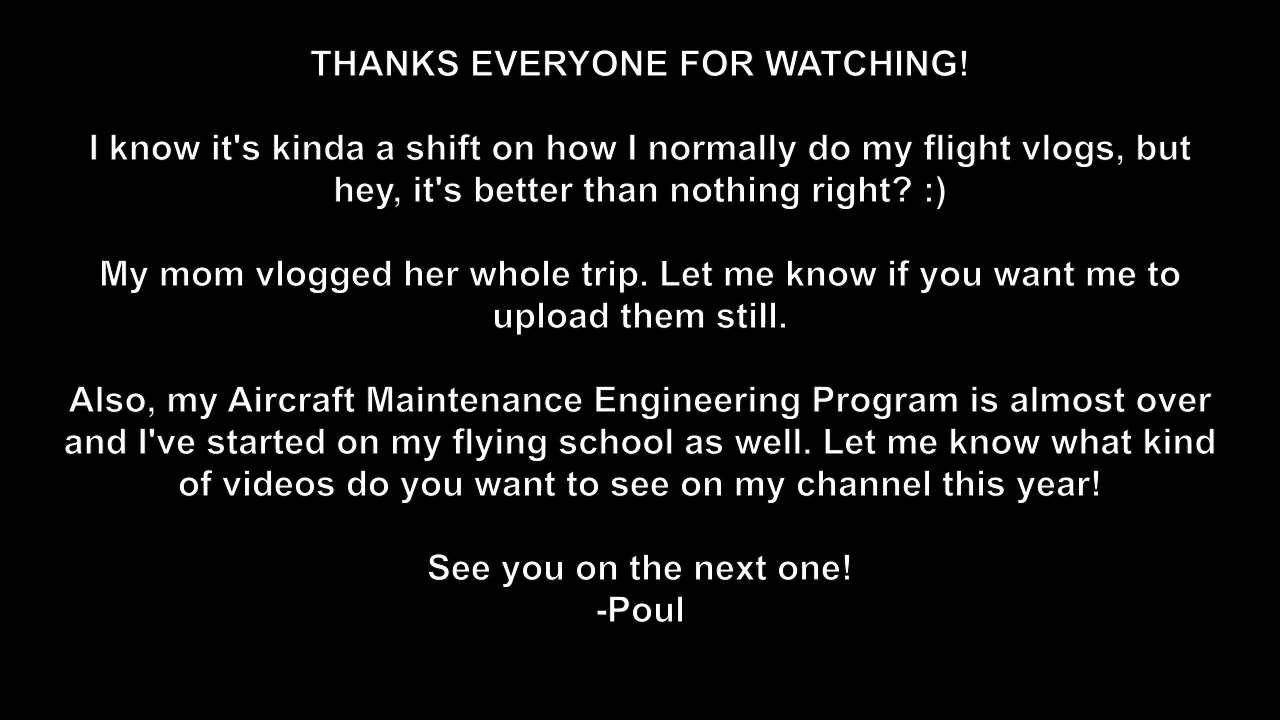 THANKS EVERYONE FOR WATCHING!
I know it's kinda a shift on how I normally do my flight vlogs, but
hey, it's better than nothing right? :)
My mom vlogged her whole trip. Let me know if you want me to
upload them still.
Also, my Aircraft Maintenance Engineering Program is almost over
and I've started on my flying school as well. Let me know what kind
of videos do you want to see on my channel this year!
See you on the next one!
-Poul